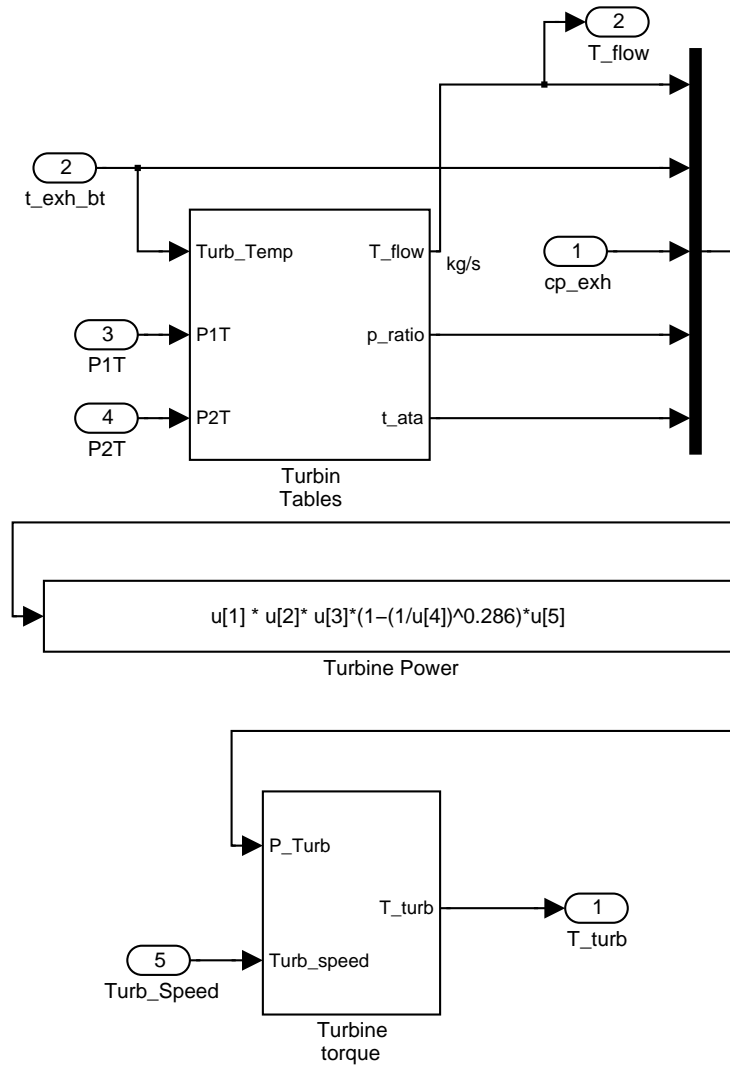 2
T_flow
2
t_exh_bt
Turb_Temp
T_flow
kg/s
1
cp_exh
3
P1T
P1T
p_ratio
4
P2T
P2T
t_ata
Turbin
Tables
u[1] * u[2]* u[3]*(1−(1/u[4])^0.286)*u[5]
Turbine Power
P_Turb
T_turb
1
T_turb
5
Turb_Speed
Turb_speed
Turbine
torque